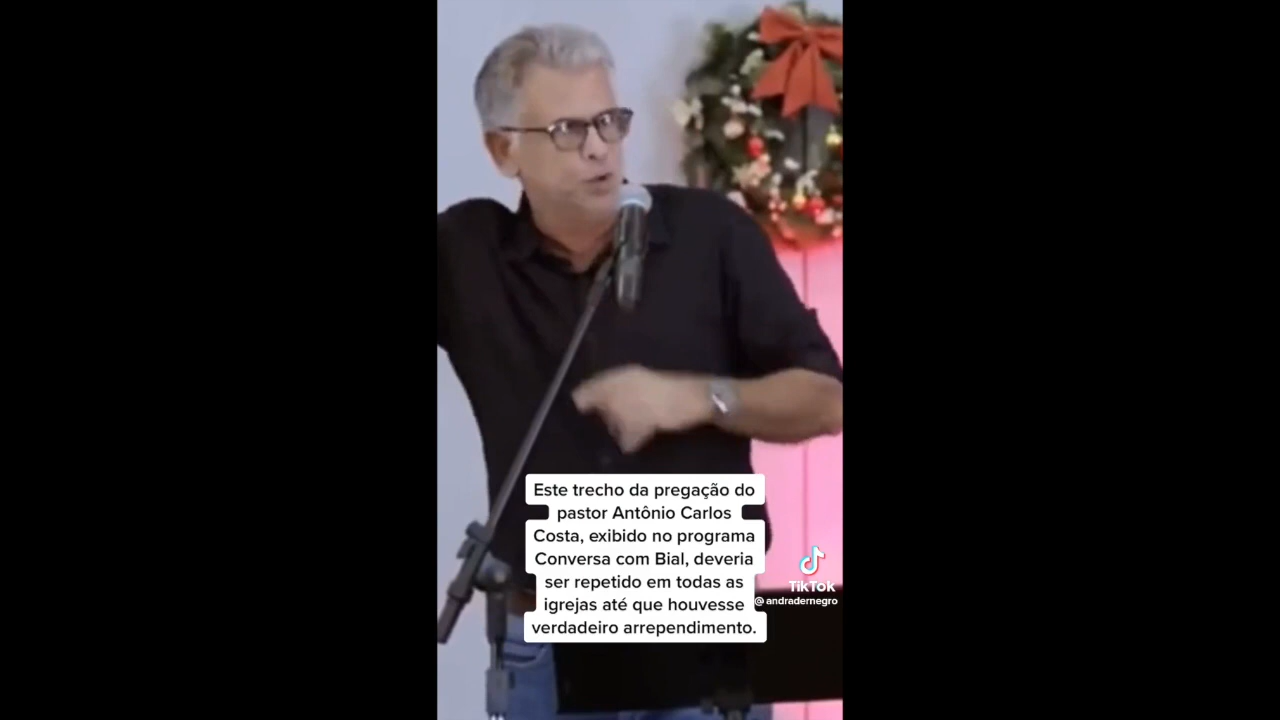 Este trecho da pregação do
pastor Antônio Carlos
Costa, exibido no programa
Conversa com Bial, deveria
ser repetido em todas as
igrejas até que houvesse
verdadeiro arrependimento.
TikTok
@andradernegro